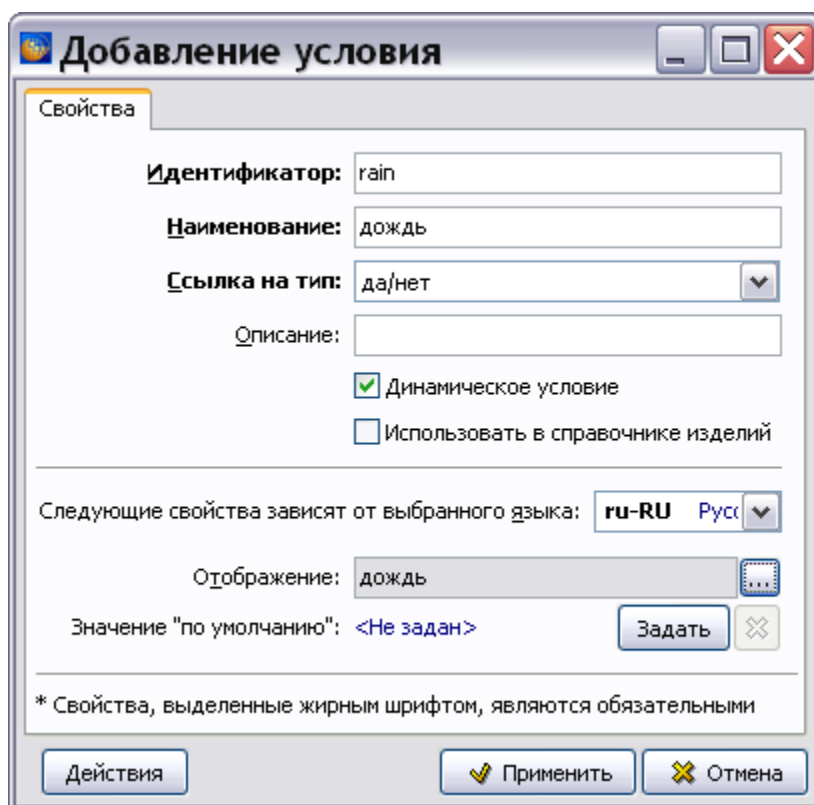 Добавление условия
Свойства
Идентификатор: rain
Наименование: дождь
Ссылка на тип: да/нет
Описание:
Динамическое условие
Использовать в справочнике изделий
Следующие свойства зависят от выбранного языка: ru-RU
Отображение: дождь ...
Значение "по умолчанию": <Не задан> Задать
* Свойства, выделенные жирным шрифтом, являются обязательными
Действия Применить Отмена